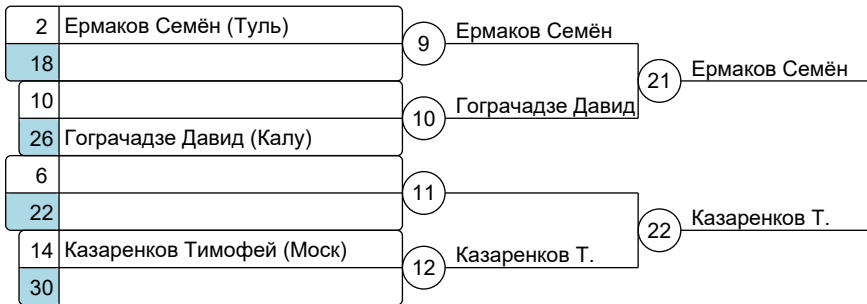 2 Ермаков Семён (Туль)
18
9 Ермаков Семён
21 Ермаков Семён
10
26 Гограчадзе Давид (Калу)
10 Гограчадзе Давид
6
22
11
22 Казаренков Т.
14 Казаренков Тимофей (Моск)
30
12 Казаренков Т.